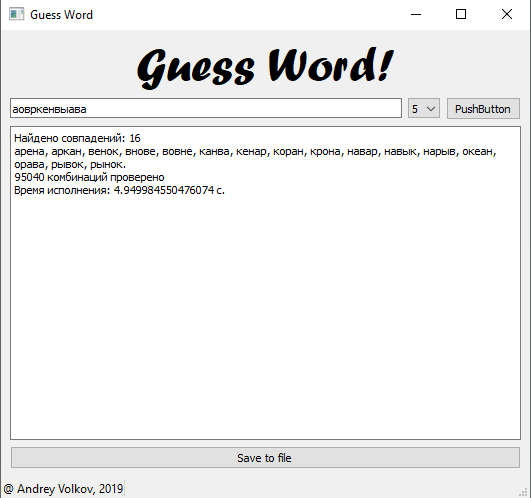 Guess Word
Guess Word!
аовркенвыава
5
PushButton
Найдено совпадений: 16
арена, аркан, венок, внове, вовне, канва, кенар, коран, крона, навар, навык, нарыв, океан,
орава, рывок, рынок.
95040 комбинаций проверено
Время исполнения: 4.949984550476074 с.
Save to file
@ Andrey Volkov, 2019